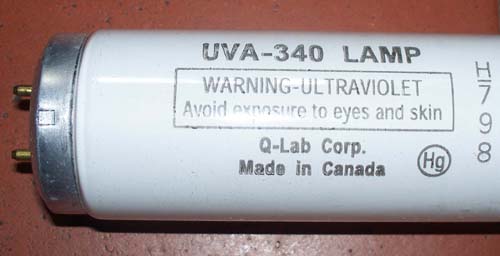 UVA-340 LAMP
WARNING-ULTRAVIOLET
Avoid exposure to eyes and skin
Q-Lab Corp.
Made in Canada
Hg
H
7
9
8